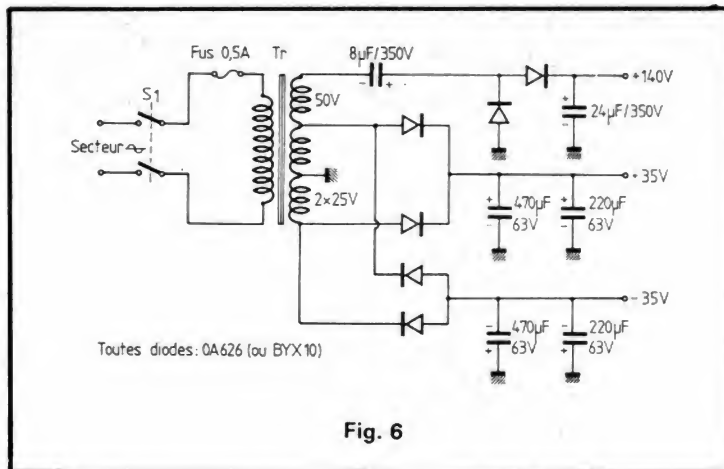 Fus 0,5A
Tr
8µF/350V
+140V
S1
50V
24µF/350V
Secteur
+35V
2×25V
470µF
63V
220µF
63V
-35V
470µF
63V
220µF
63V
Toutes diodes: OA626 (ou BYX10)
Fig. 6